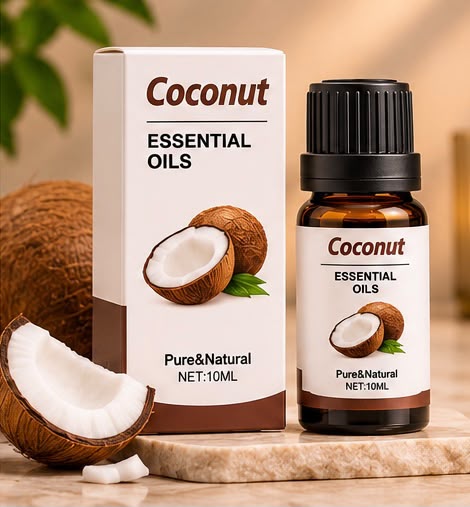 Coconut
ESSENTIAL
OILS
Pure&Natural
NET:10ML
Coconut
ESSENTIAL
OILS
Pure&Natural
NET:10ML